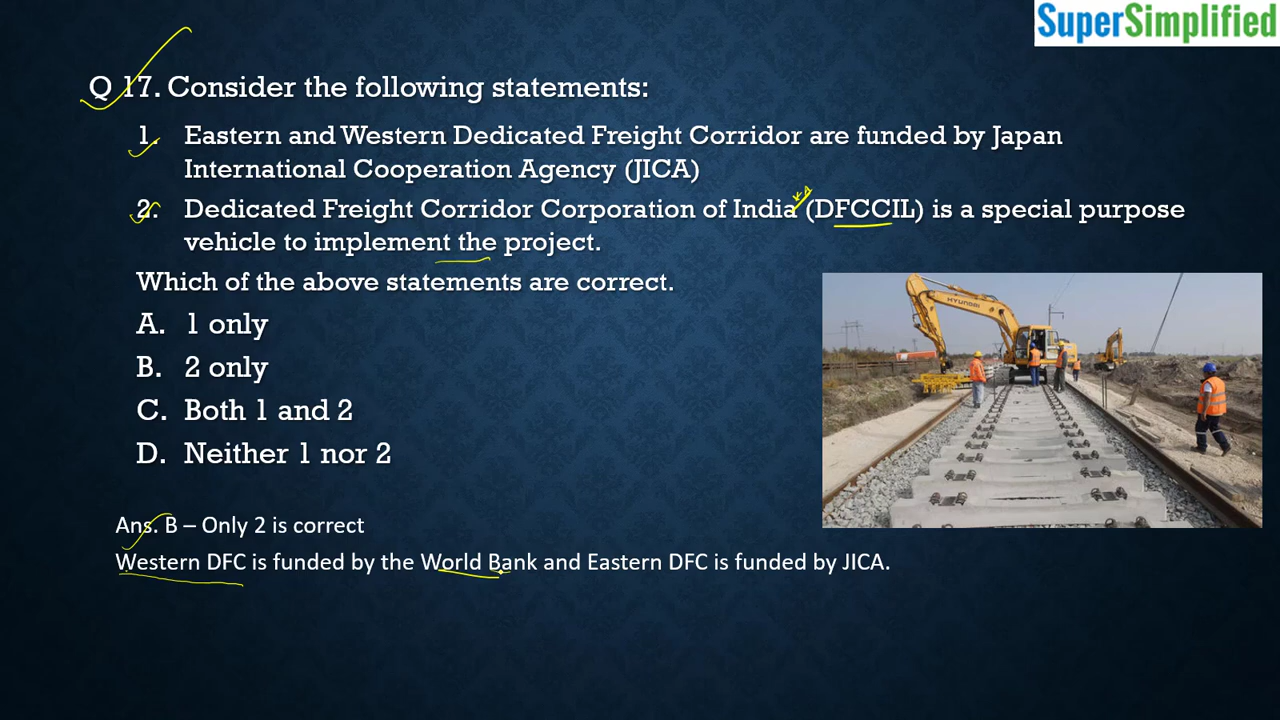 SuperSimplified
Q 17. Consider the following statements:
1. Eastern and Western Dedicated Freight Corridor are funded by Japan
International Cooperation Agency (JICA)
2. Dedicated Freight Corridor Corporation of India (DFCCIL) is a special purpose
vehicle to implement the project.
Which of the above statements are correct.
A. 1 only
B. 2 only
C. Both 1 and 2
D. Neither 1 nor 2
HYUNDAI
Ans. B – Only 2 is correct
Western DFC is funded by the World Bank and Eastern DFC is funded by JICA.